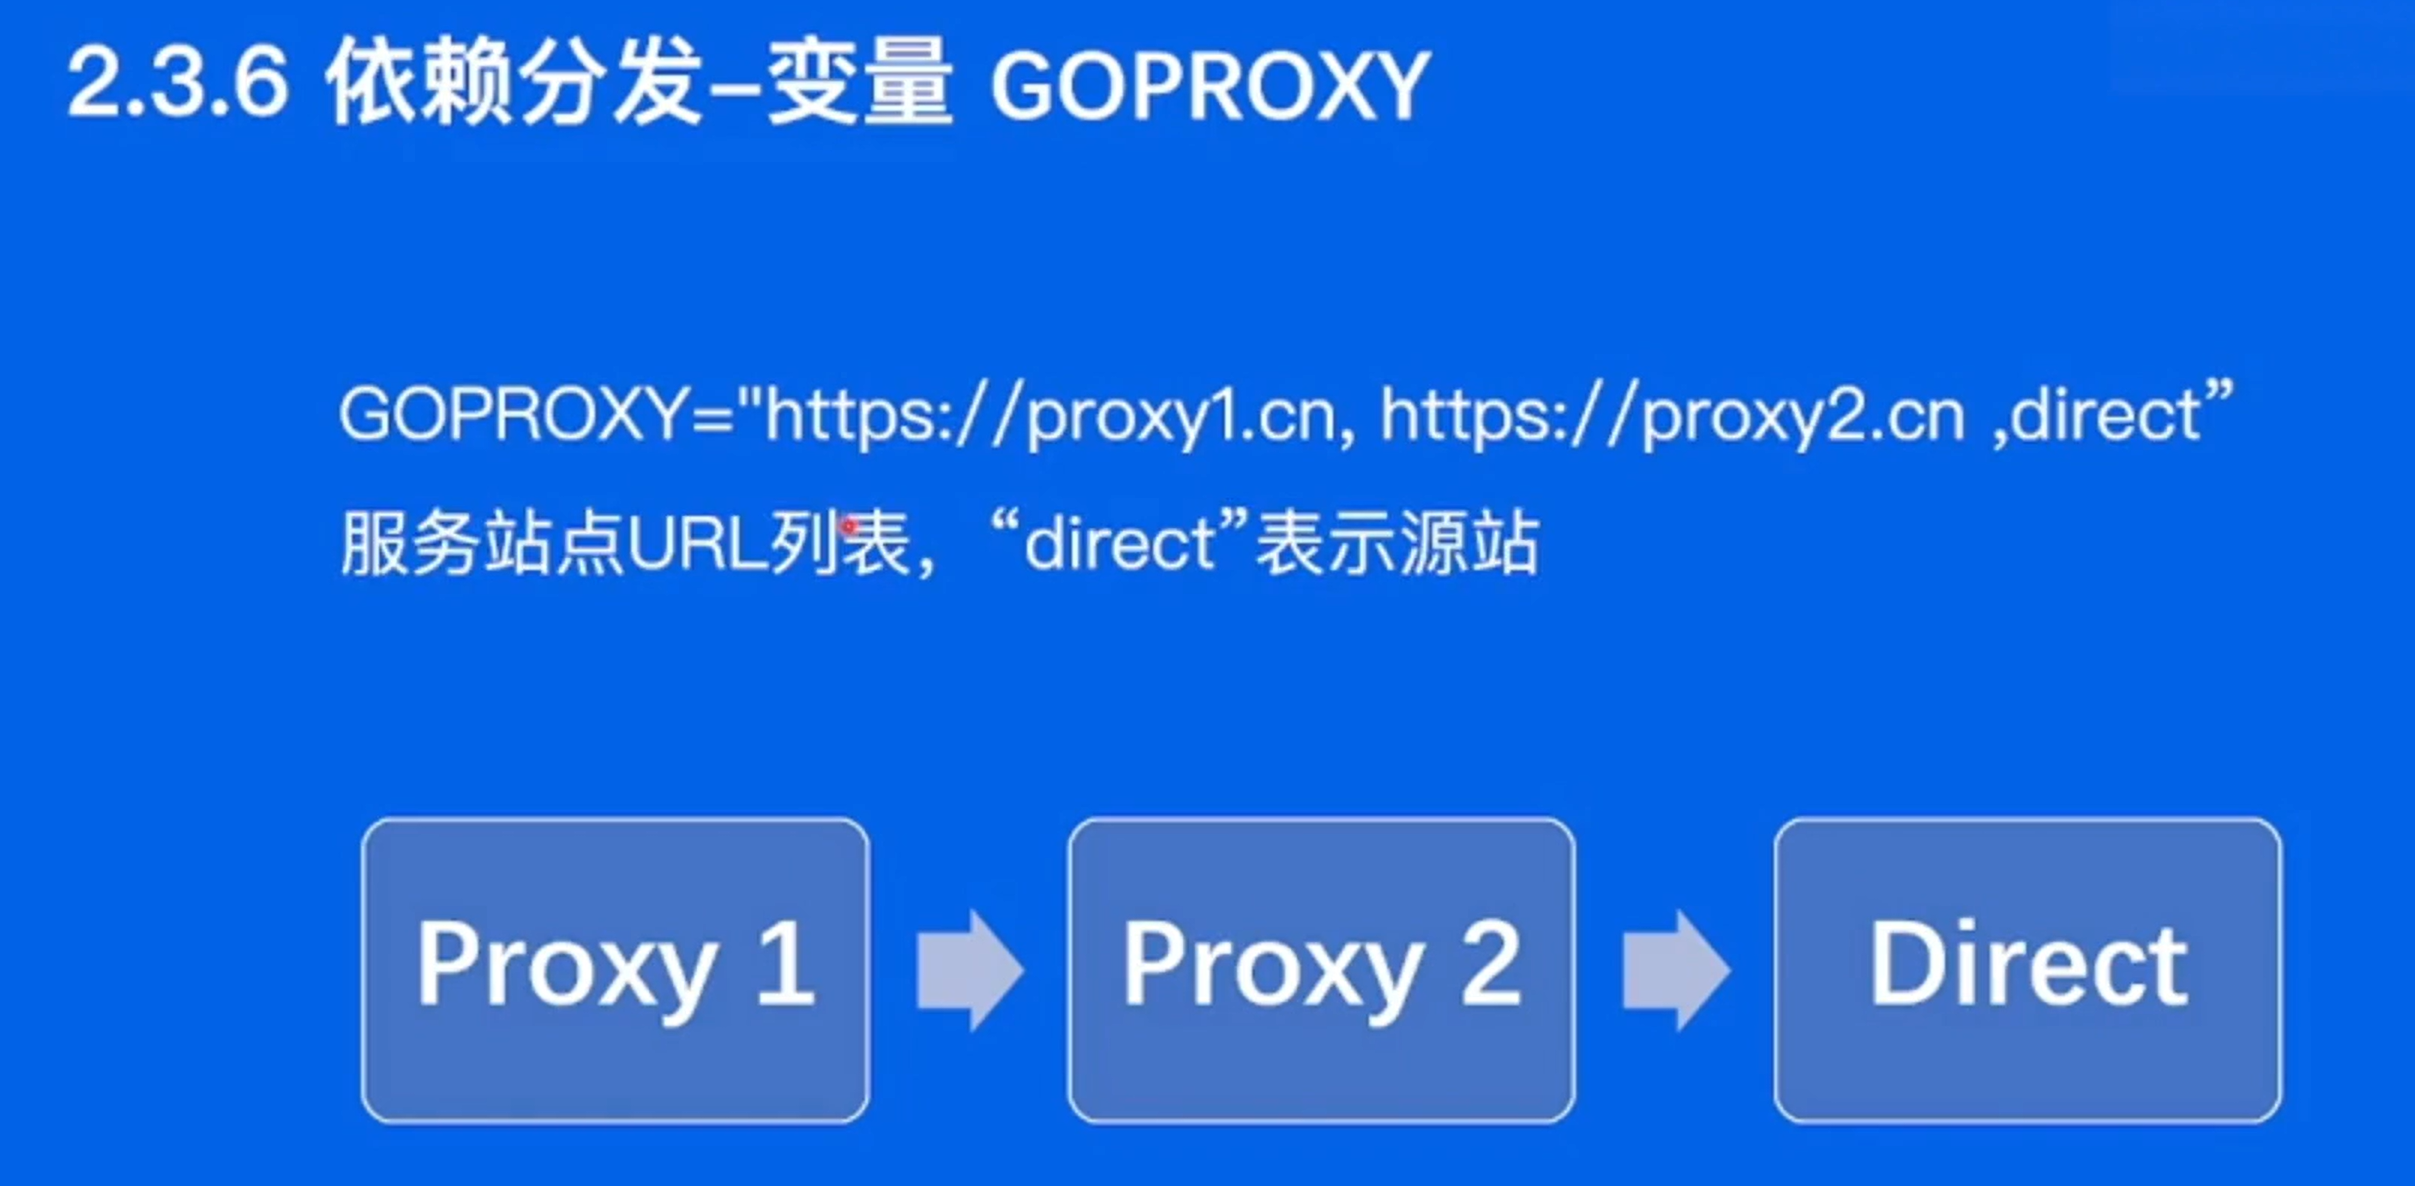 2.3.6 依赖分发-变量 GOPROXY
GOPROXY="https://proxy1.cn, https://proxy2.cn ,direct”
服务站点URL列表，“direct”表示源站
Proxy 1
Proxy 2
Direct